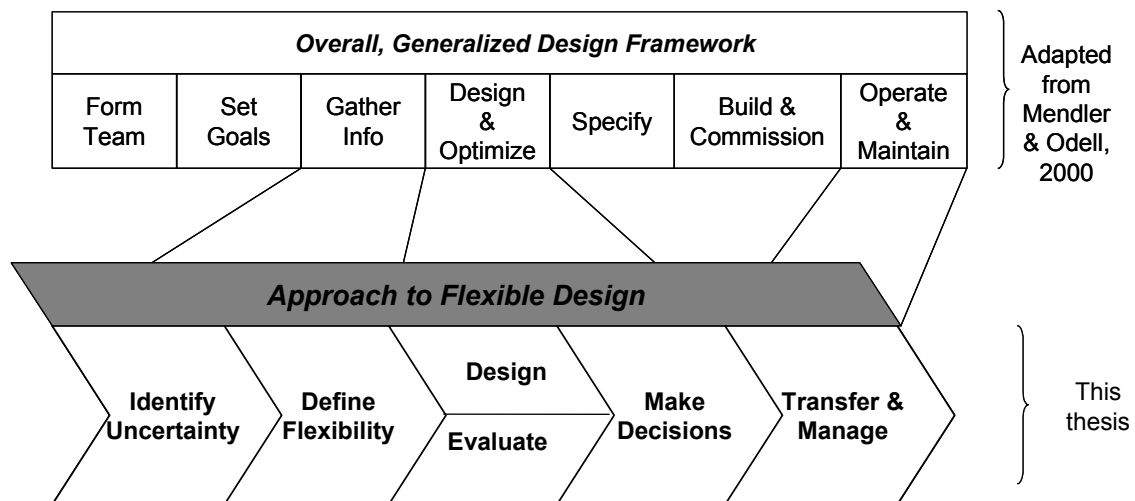 Overall, Generalized Design Framework
Form
Team
Set
Goals
Gather
Info
Design
&
Optimize
Specify
Build &
Commission
Operate
&
Maintain
Adapted
from
Mendler
& Odell,
2000
Approach to Flexible Design
Identify
Uncertainty
Define
Flexibility
Design
Evaluate
Make
Decisions
Transfer &
Manage
This
thesis